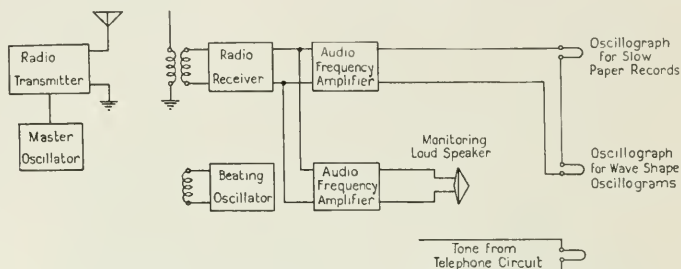 Radio
Transmitter
Master
Oscillator
Radio
Receiver
Audio
Frequency
Amplifier
Oscillograph
for Slow
Paper Records
Beating
Oscillator
Audio
Frequency
Amplifier
Monitoring
Loud Speaker
Oscillograph
for Wave Shape
Oscillograms
Tone from
Telephone Circuit